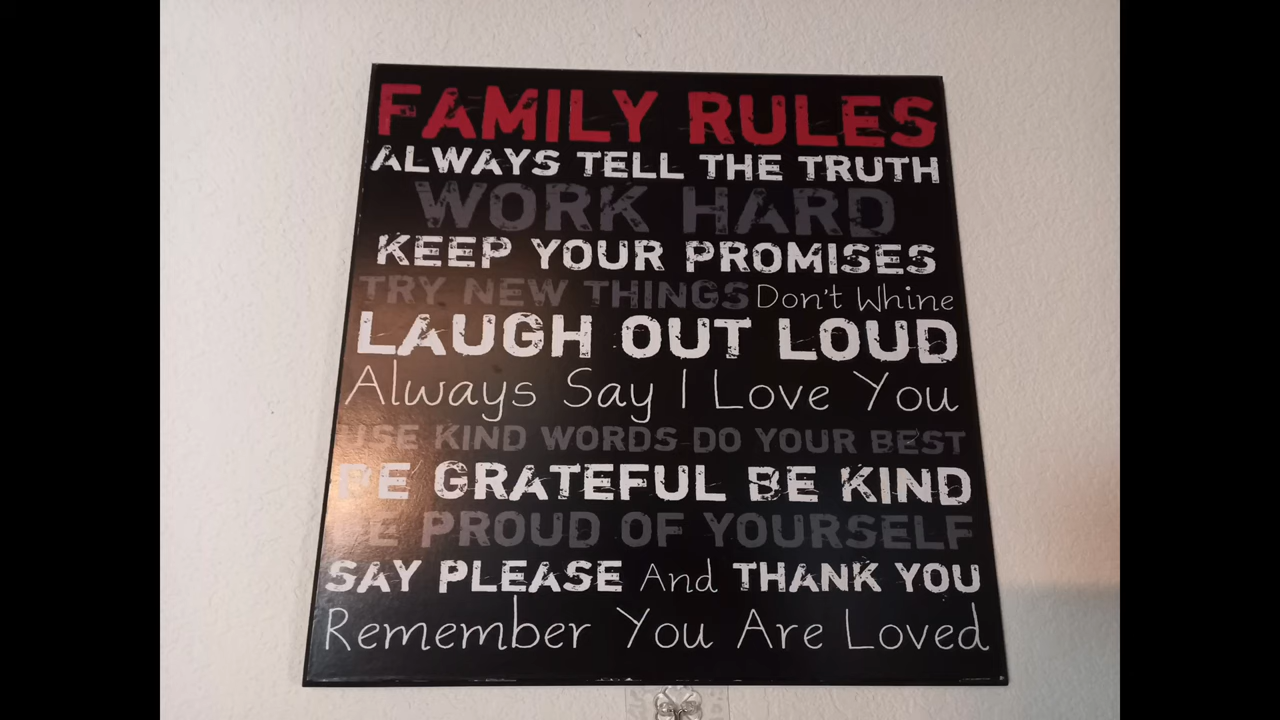 FAMILY RULES
ALWAYS TELL THE TRUTH
WORK HARD
KEEP YOUR PROMISES
TRY NEW THINGS Don't Whine
LAUGH OUT LOUD
Always Say I Love You
USE KIND WORDS DO YOUR BEST
BE GRATEFUL BE KIND
BE PROUD OF YOURSELF
SAY PLEASE And THANK YOU
Remember You Are Loved